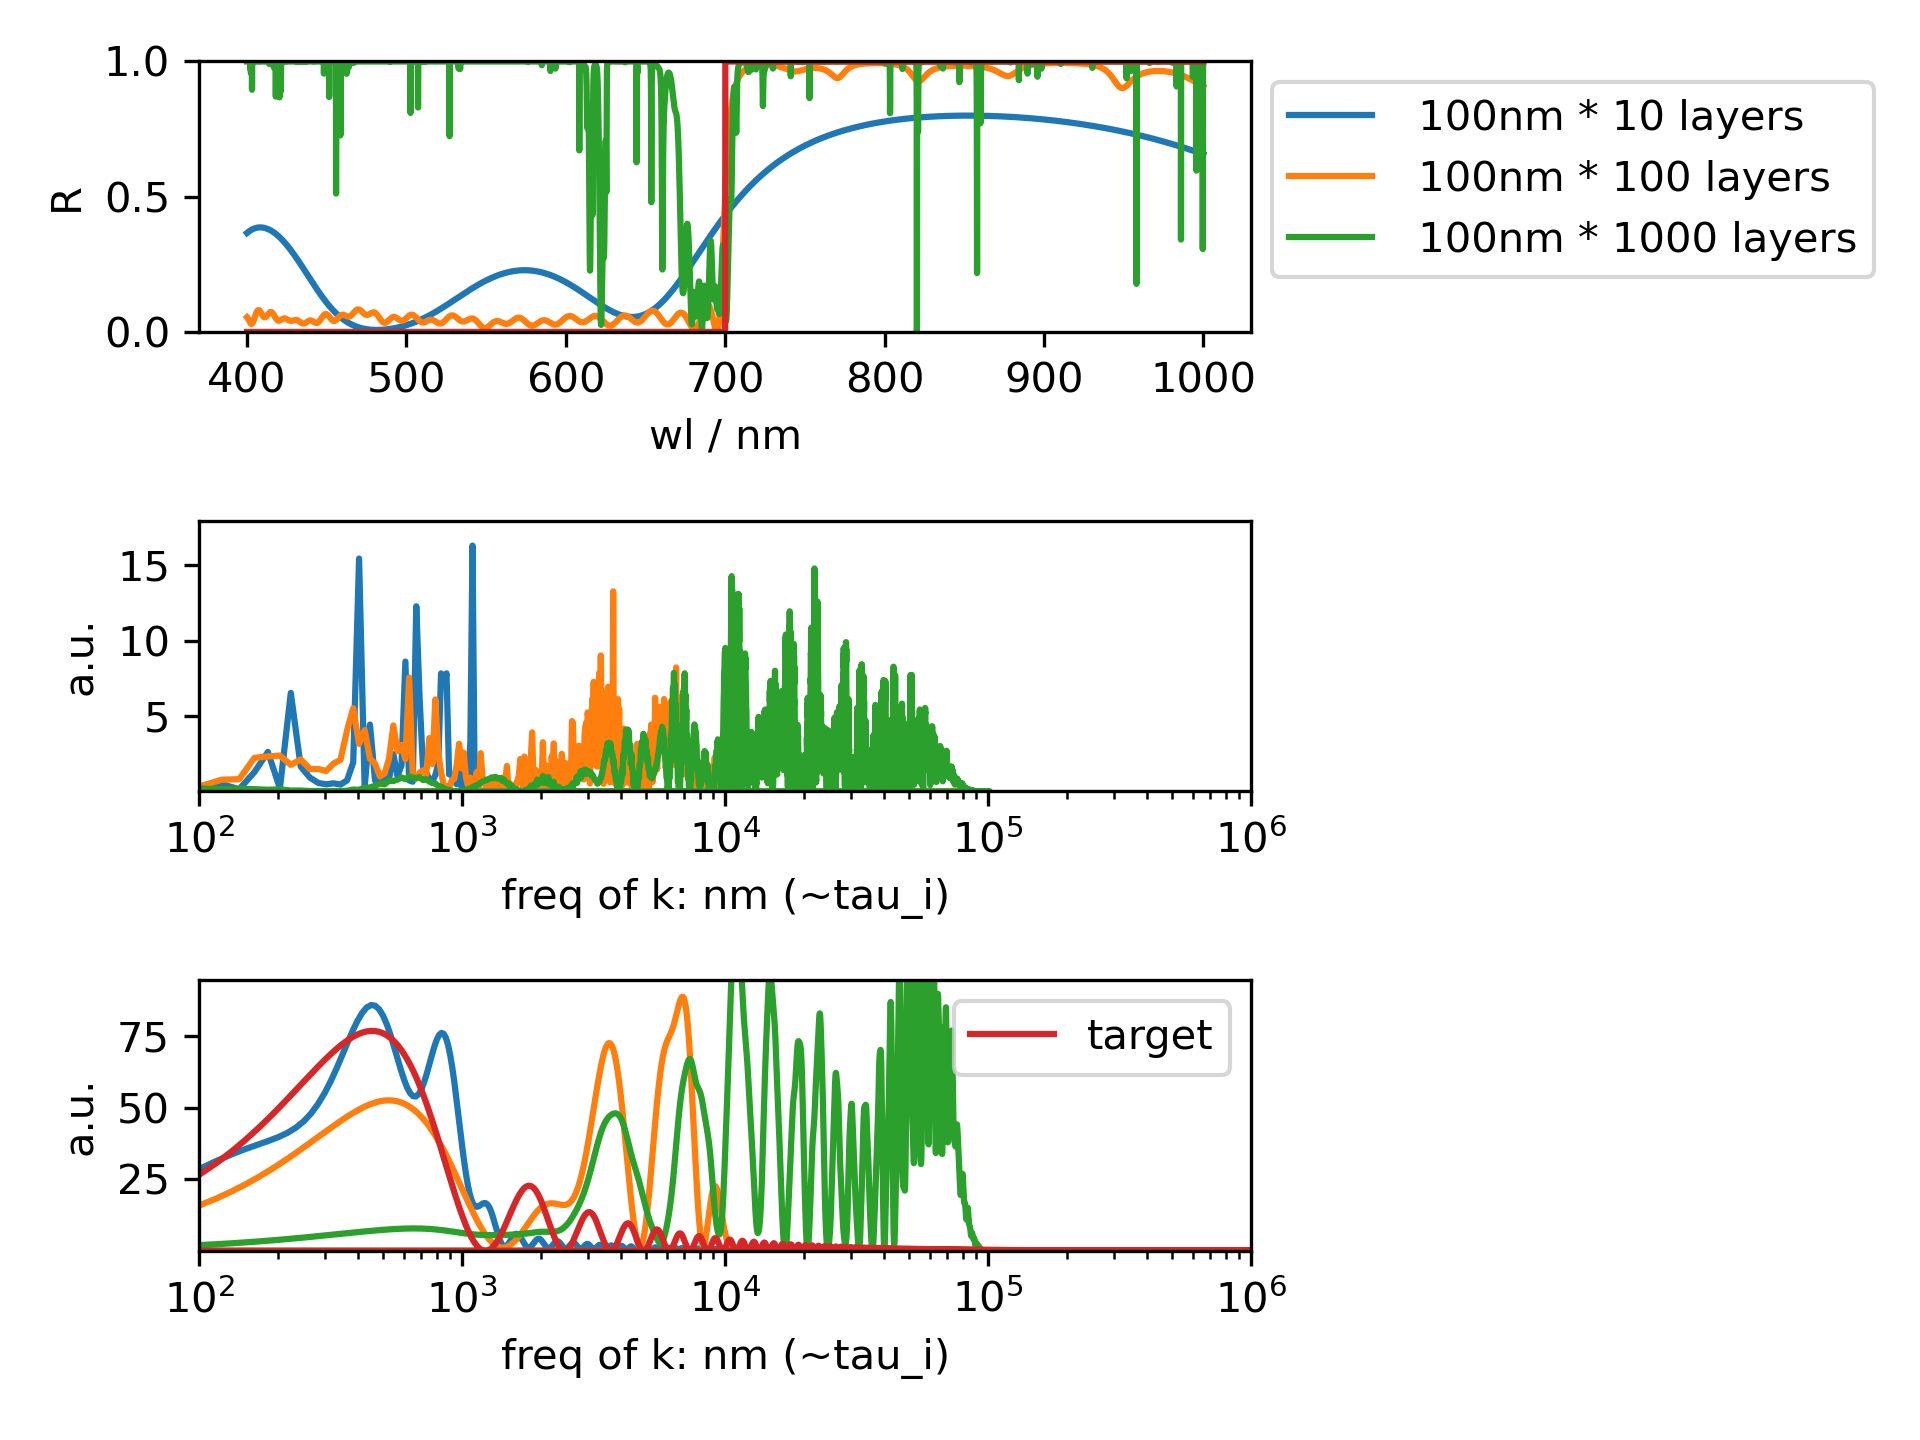 1.0
0.5
0.0
R
400 500 600 700 800 900 1000
wl / nm
100nm * 10 layers
100nm * 100 layers
100nm * 1000 layers
15
10
5
a.u.
10² 10³ 10⁴ 10⁵ 10⁶
freq of k: nm (~tau_i)
75
50
25
a.u.
target
10² 10³ 10⁴ 10⁵ 10⁶
freq of k: nm (~tau_i)